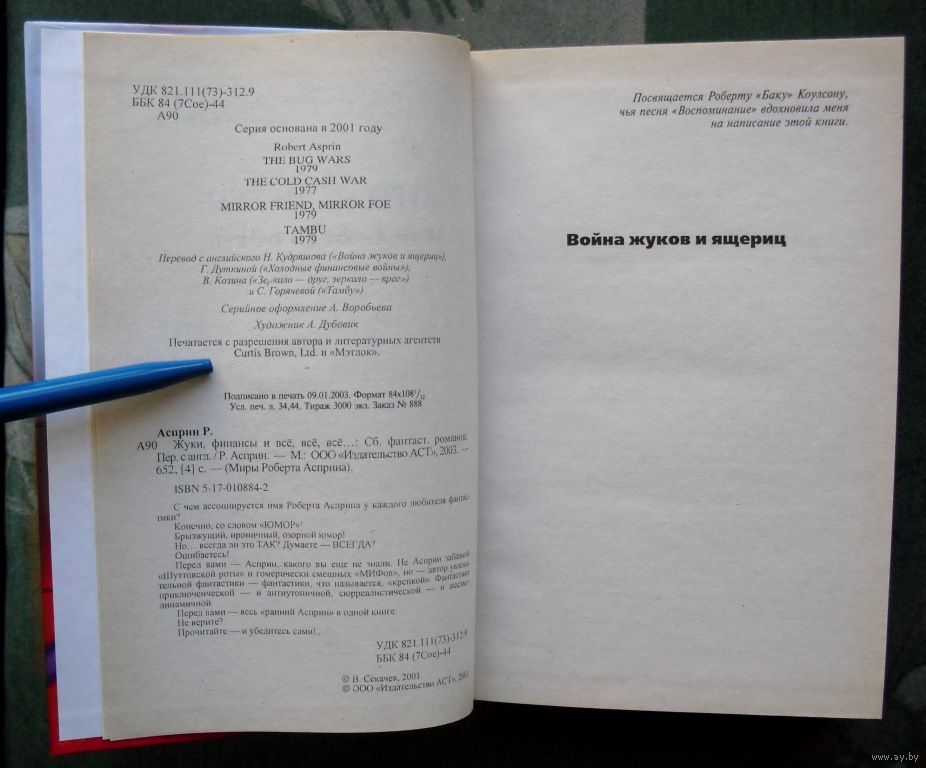 УДК 821.111(73)-312.9
ББК 84 (7Сое)-44
А90
Серия основана в 2001 году
Robert Asprin
THE BUG WARS
1979
THE COLD CASH WAR
1977
MIRROR FRIEND, MIRROR FOE
1979
TAMBU
1979
Перевод с английского Н. Кудряшова («Война жуков и ящериц»),
Г. Дуткиной («Холодные финансовые войны»),
В. Козина («Зеркало — друг, зеркало — враг»)
и С. Горячевой («Тамбу»)
Серийное оформление А. Воробьева
Художник А. Дубовик
Печатается с разрешения автора и литературных агентств
Curtis Brown, Ltd. и «Мэтлок».
Подписано в печать 09.01.2003. Формат 84х108¹/₃₂
Усл. печ. л. 34,44. Тираж 3000 экз. Заказ № 888
Асприн Р.
А90 Жуки, финансы и всё, всё, всё...: Сб. фантаст. романов:
Пер. с англ. / Р. Асприн. — М.: ООО «Издательство АСТ», 2003. —
652, [4] с. — (Миры Роберта Асприна).
ISBN 5-17-010884-2
С чем ассоциируется имя Роберта Асприна у каждого любителя фантас-
тики?
Конечно, со словом «ЮМОР»!
Брызжущий, ироничный, озорной юмор!
Но... всегда ли это ТАК? Думаете — ВСЕГДА?
Ошибаетесь!
Перед вами — Асприн, какого вы еще не знали. Не Асприн забавной
«Шуттовской роты» и гомерически смешных «МИФов», но — автор увлека-
тельной фантастики — фантастики, что называется, «крепкой». Фантастики
приключенческой — и антиутопичной, сюрреалистической — и жестко
динамичной.
Перед вами — весь «ранний Асприн» в одной книге.
Не верите?
Прочитайте — и убедитесь сами!..
УДК 821.111(73)-312.9
ББК 84 (7Сое)-44
© В. Секачев, 2001
© ООО «Издательство АСТ», 2003
Посвящается Роберту «Баку» Коулсону,
чья песня «Воспоминание» вдохновила меня
на написание этой книги.
Война жуков и ящериц
www.ay.by